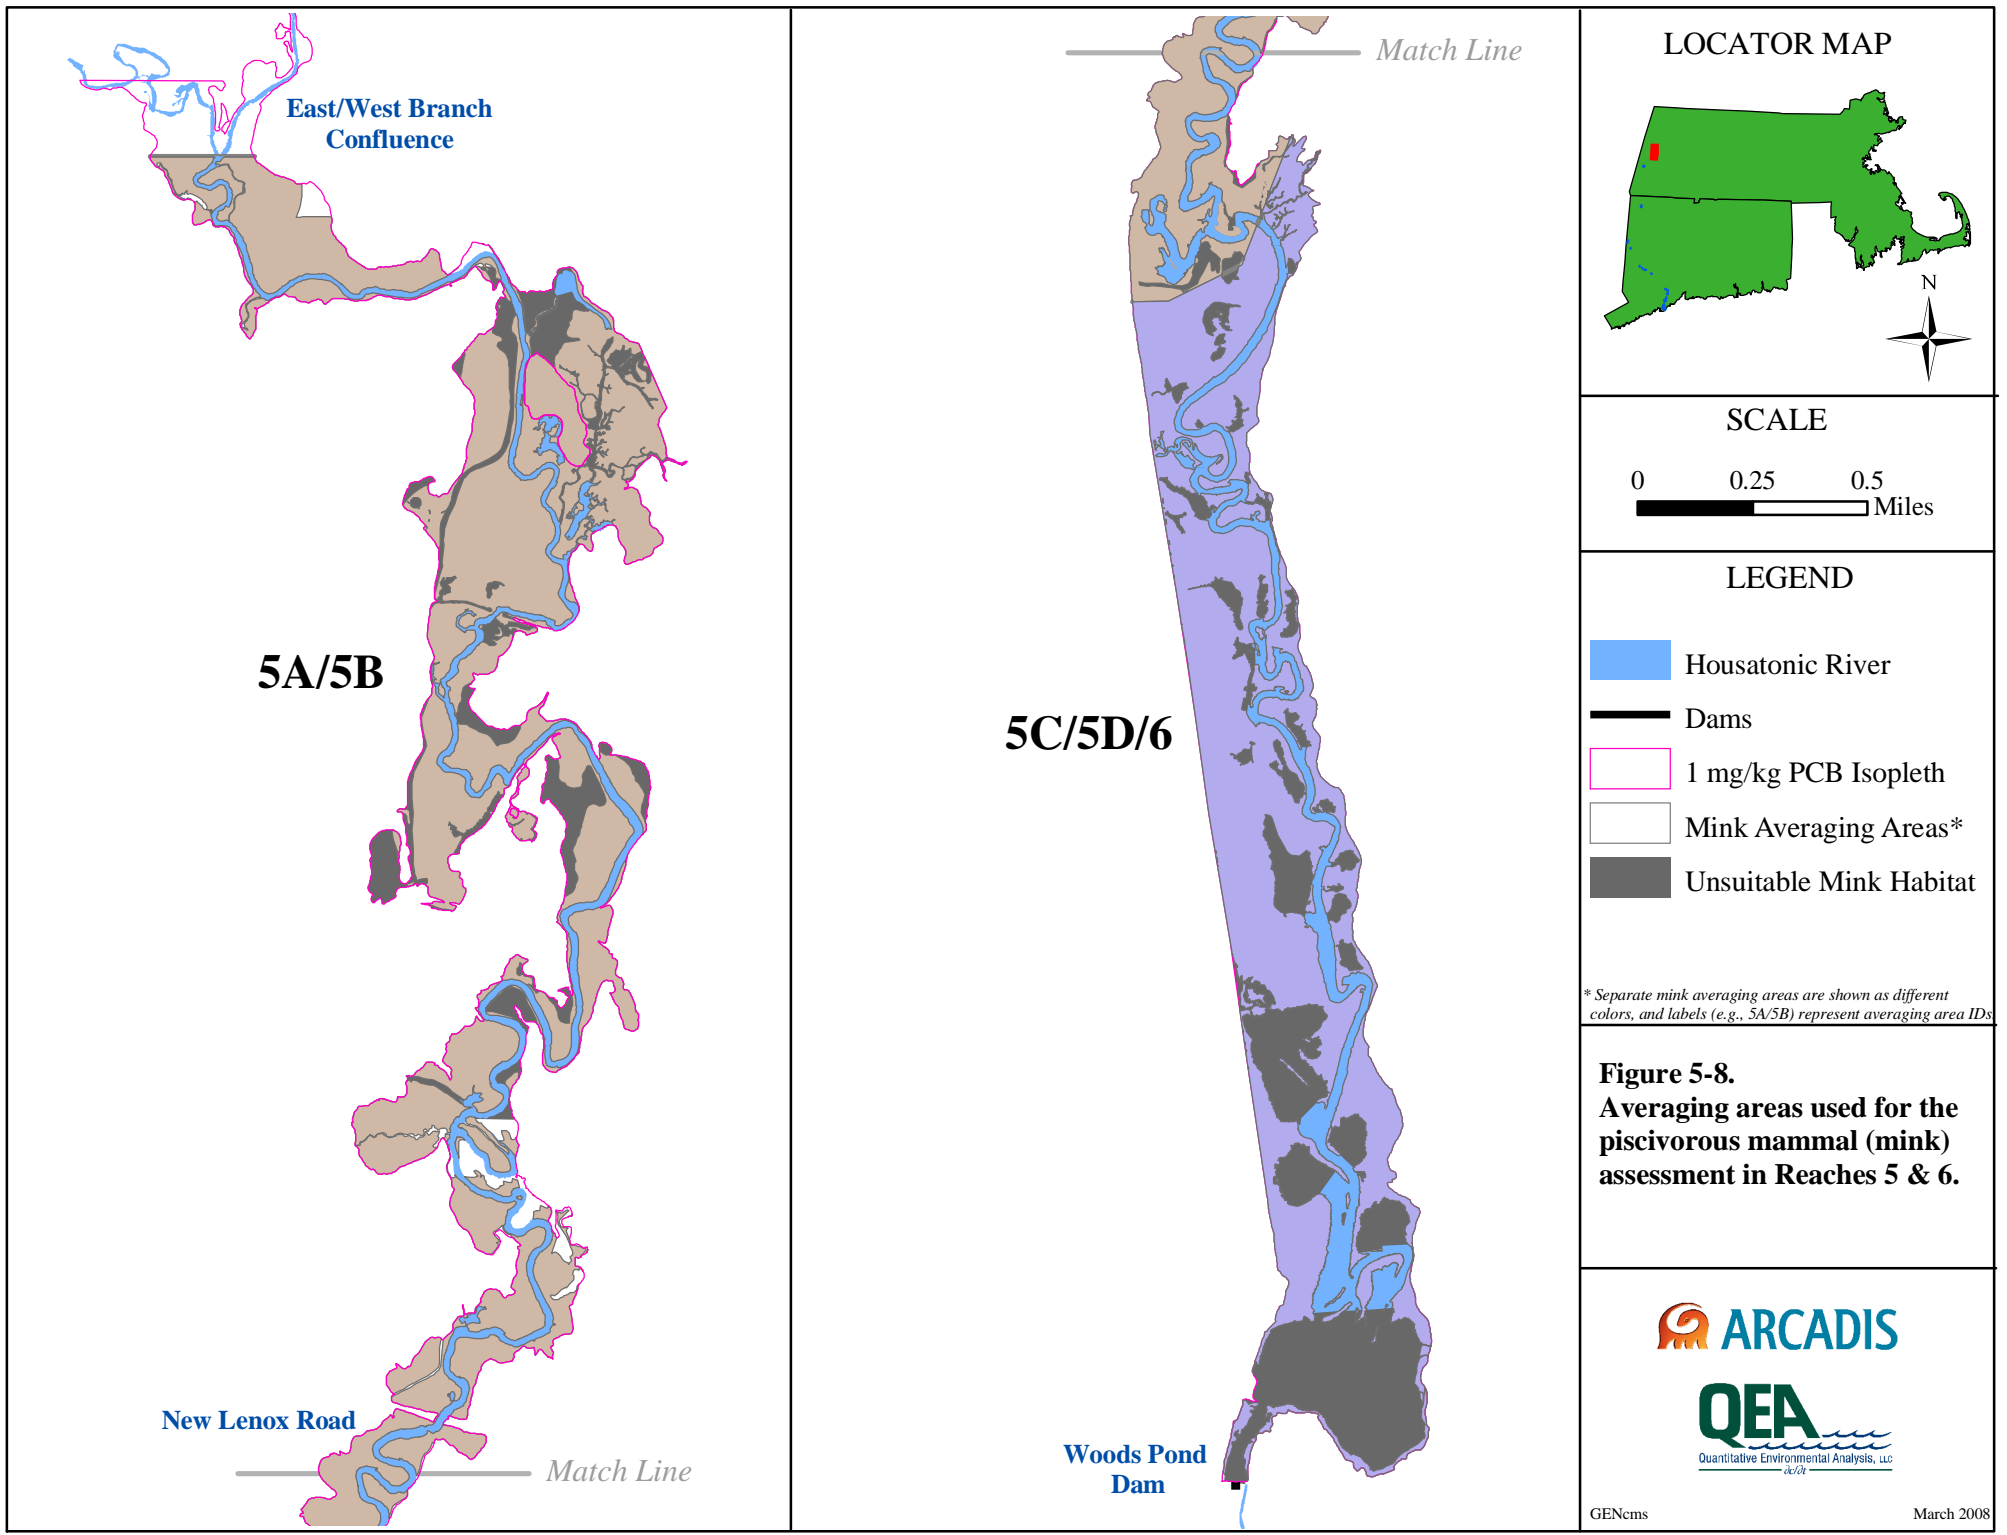 East/West Branch
Confluence
5A/5B
New Lenox Road
Match Line
Match Line
5C/5D/6
Woods Pond
Dam
LOCATOR MAP
N
SCALE
0 0.25 0.5
Miles
LEGEND
Housatonic River
Dams
1 mg/kg PCB Isopleth
Mink Averaging Areas*
Unsuitable Mink Habitat
* Separate mink averaging areas are shown as different
colors, and labels (e.g., 5A/5B) represent averaging area IDs.
Figure 5-8.
Averaging areas used for the
piscivorous mammal (mink)
assessment in Reaches 5 & 6.
ARCADIS
QEA
Quantitative Environmental Analysis, LLC
∂c/∂t
GENcms March 2008